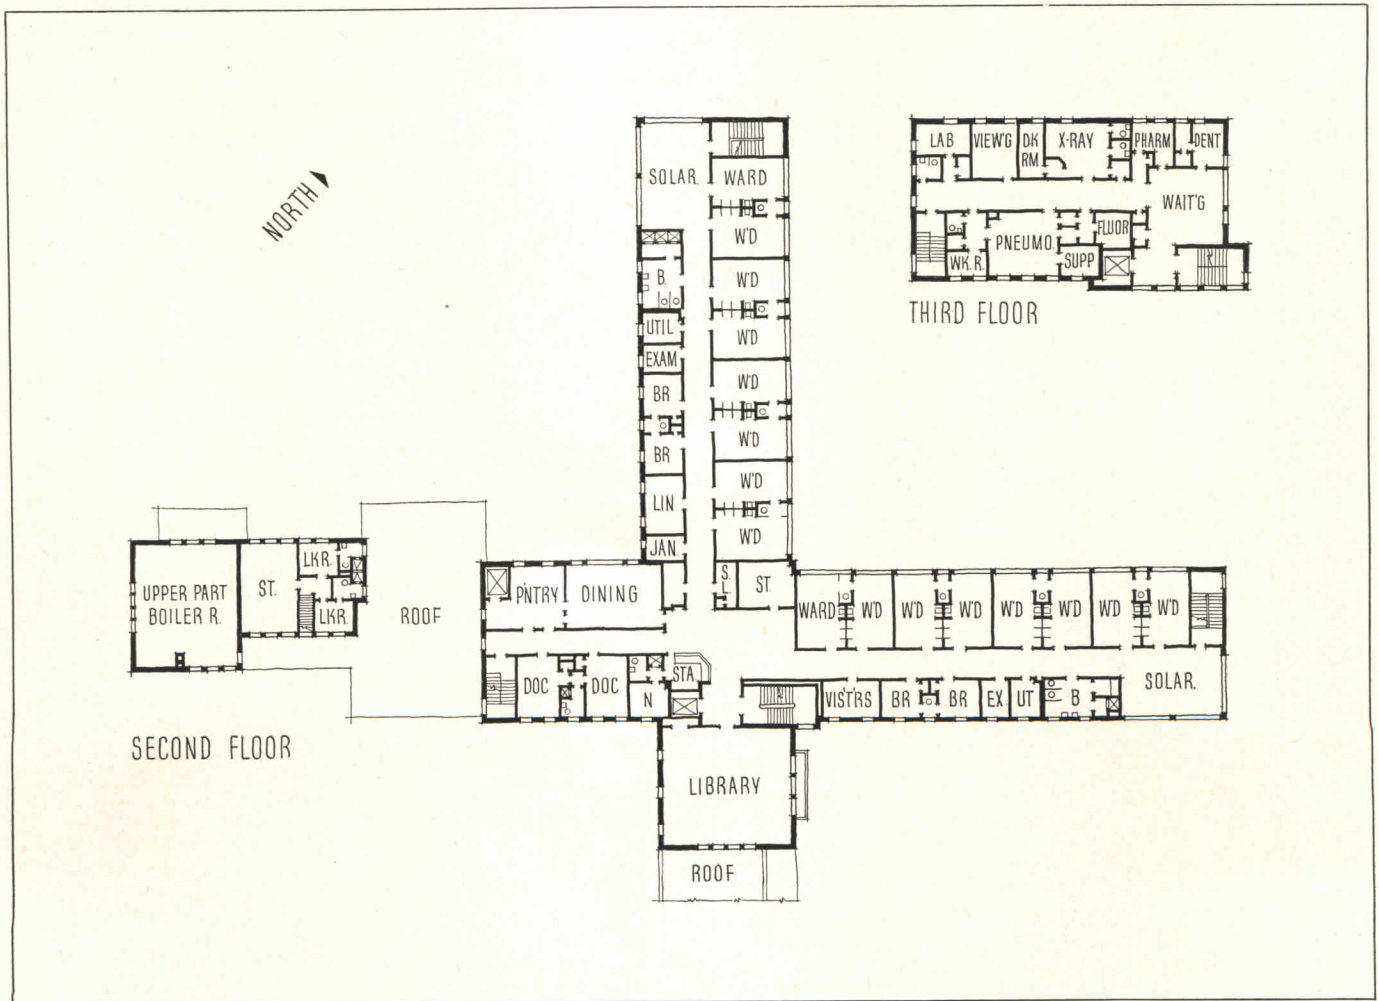 NORTH
SOLAR.
WARD
W'D
W'D
W'D
W'D
W'D
W'D
W'D
B.
UTIL
EXAM
BR
BR
LIN
JAN.
LAB
VIEW'G
DK
RM
X-RAY
PHARM
DENT
WAIT'G
PNEUMO.
FLUOR
WK. R.
SUPP
THIRD FLOOR
UPPER PART
BOILER R.
ST.
LKR.
LKR.
ROOF
P'NTRY
DINING
S.
L.
ST.
WARD
W'D
W'D
W'D
W'D
W'D
W'D
W'D
DOC
DOC
N
STA.
VIST'RS
BR
BR
EX.
UT
B
SOLAR.
SECOND FLOOR
LIBRARY
ROOF